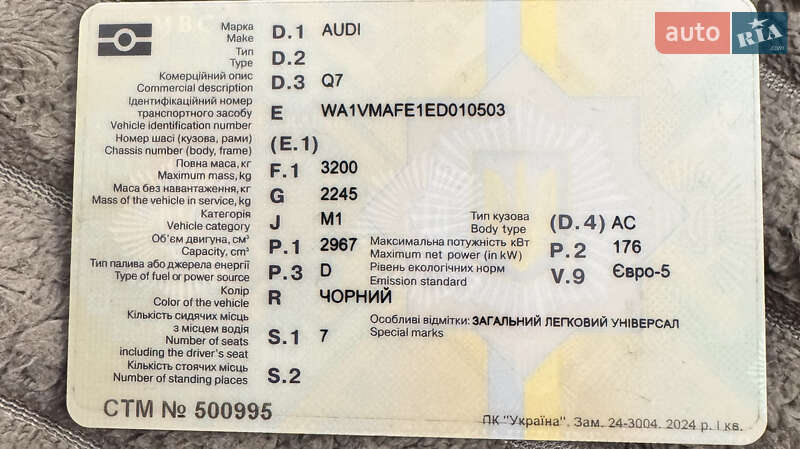 МВС
auto RIA.com
Марка
Make D.1 AUDI
Тип
Type D.2
Комерційний опис
Commercial description D.3 Q7
Ідентифікаційний номер
транспортного засобу
Vehicle identification number E WA1VMAFE1ED010503
Номер шасі (кузова, рами)
Chassis number (body, frame) (E.1)
Повна маса, кг
Maximum mass, kg F.1 3200
Маса без навантаження, кг
Mass of the vehicle in service, kg G 2245
Категорія
Vehicle category J M1
Тип кузова
Body type (D.4) AC
Об'єм двигуна, см³
Capacity, cm³ P.1 2967
Максимальна потужність кВт
Maximum net power (in kW) P.2 176
Тип палива або джерела енергії
Type of fuel or power source P.3 D
Рівень екологічних норм
Emission standard V.9 Євро-5
Колір
Color of the vehicle R ЧОРНИЙ
Кількість сидячих місць
з місцем водія
Number of seats
including the driver's seat S.1 7
Особливі відмітки: ЗАГАЛЬНИЙ ЛЕГКОВИЙ УНІВЕРСАЛ
Special marks
Кількість стоячих місць
Number of standing places S.2
СТМ № 500995
ПК "Україна". Зам. 24-3004. 2024 р. I кв.